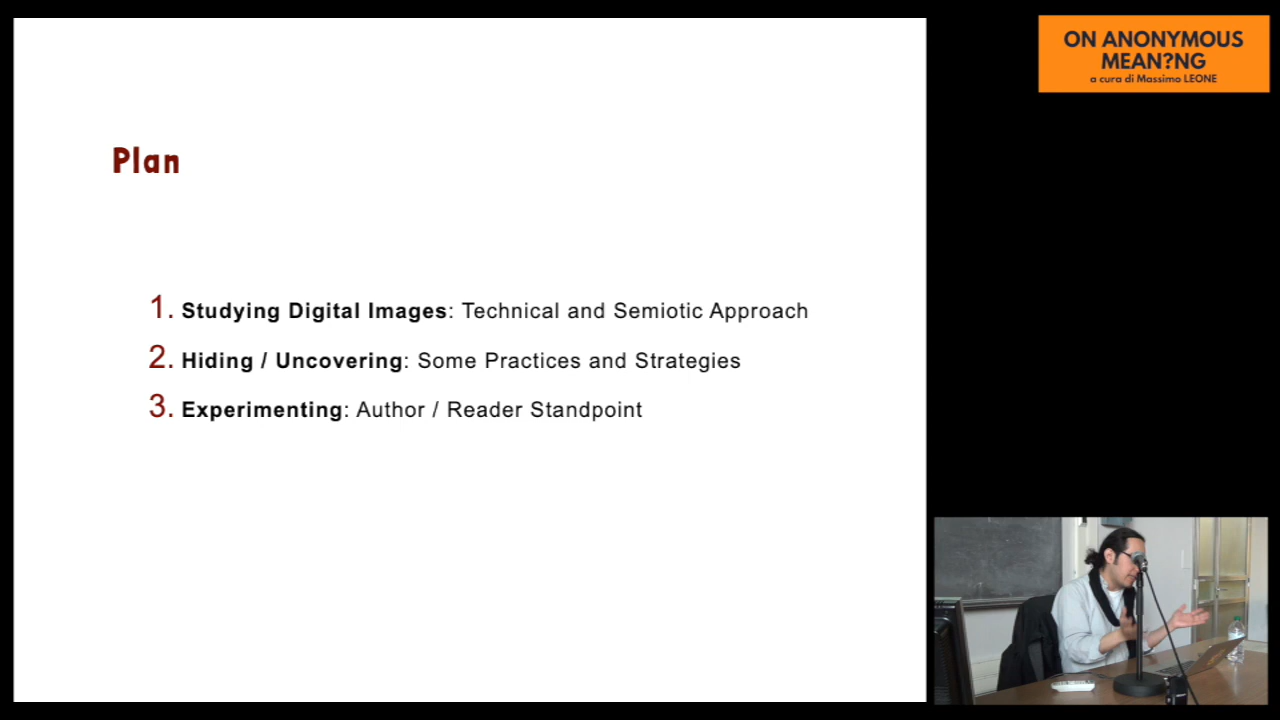 ON ANONYMOUS
MEAN?NG
a cura di Massimo LEONE
Plan
1. Studying Digital Images: Technical and Semiotic Approach
2. Hiding / Uncovering: Some Practices and Strategies
3. Experimenting: Author / Reader Standpoint